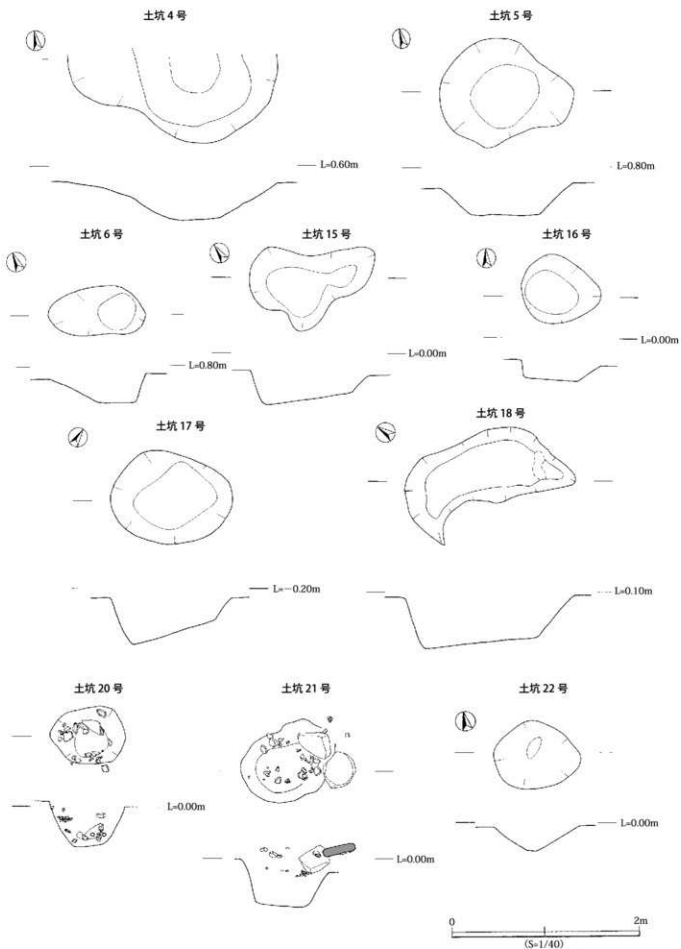 土坑 4 号
土坑 5 号
L=0.60m
L=0.80m
土坑 6 号
土坑 15 号
土坑 16 号
L=0.80m
L=0.00m
L=0.00m
土坑 17 号
土坑 18 号
L=−0.20m
L=0.10m
土坑 20 号
土坑 21 号
土坑 22 号
L=0.00m
L=0.00m
L=0.00m
0 2m
(S=1/40)